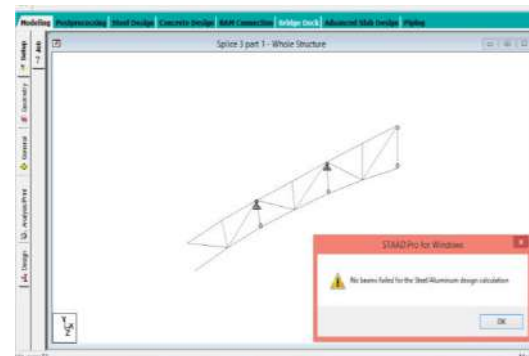 Modeling Postprocessing Steel Design Concrete Design RAM Connection Bridge Deck Advanced Slab Design Piping
Splice 3 part 1 - Whole Structure
Job
Setup
Geometry
General
Analysis/Print
Design
STAAD.Pro for Windows
No beams failed for the Steel/Aluminum design calculation
OK